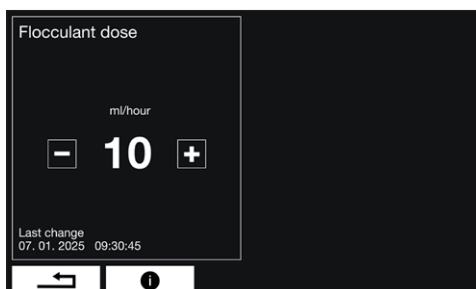 Flocculant dose
ml/hour
− 10 +
Last change
07. 01. 2025 09:30:45
i